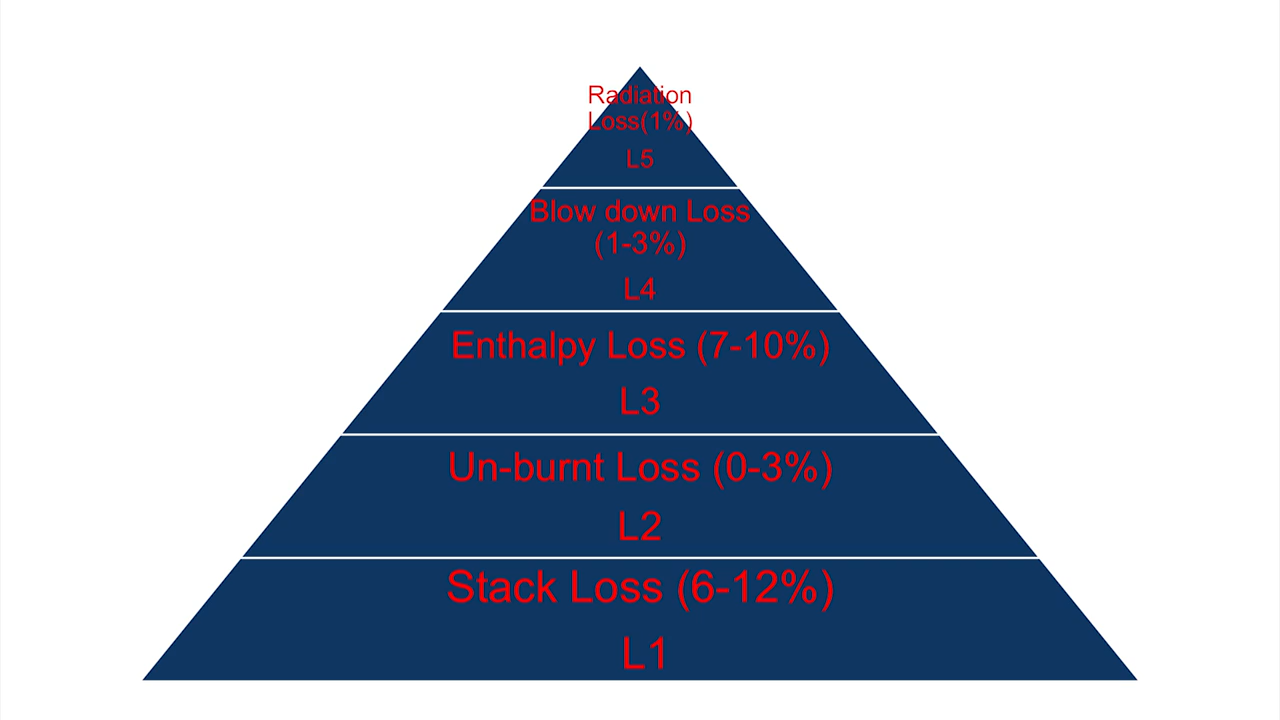 Radiation
Loss(1%)
L5
Blow down Loss
(1-3%)
L4
Enthalpy Loss (7-10%)
L3
Un-burnt Loss (0-3%)
L2
Stack Loss (6-12%)
L1